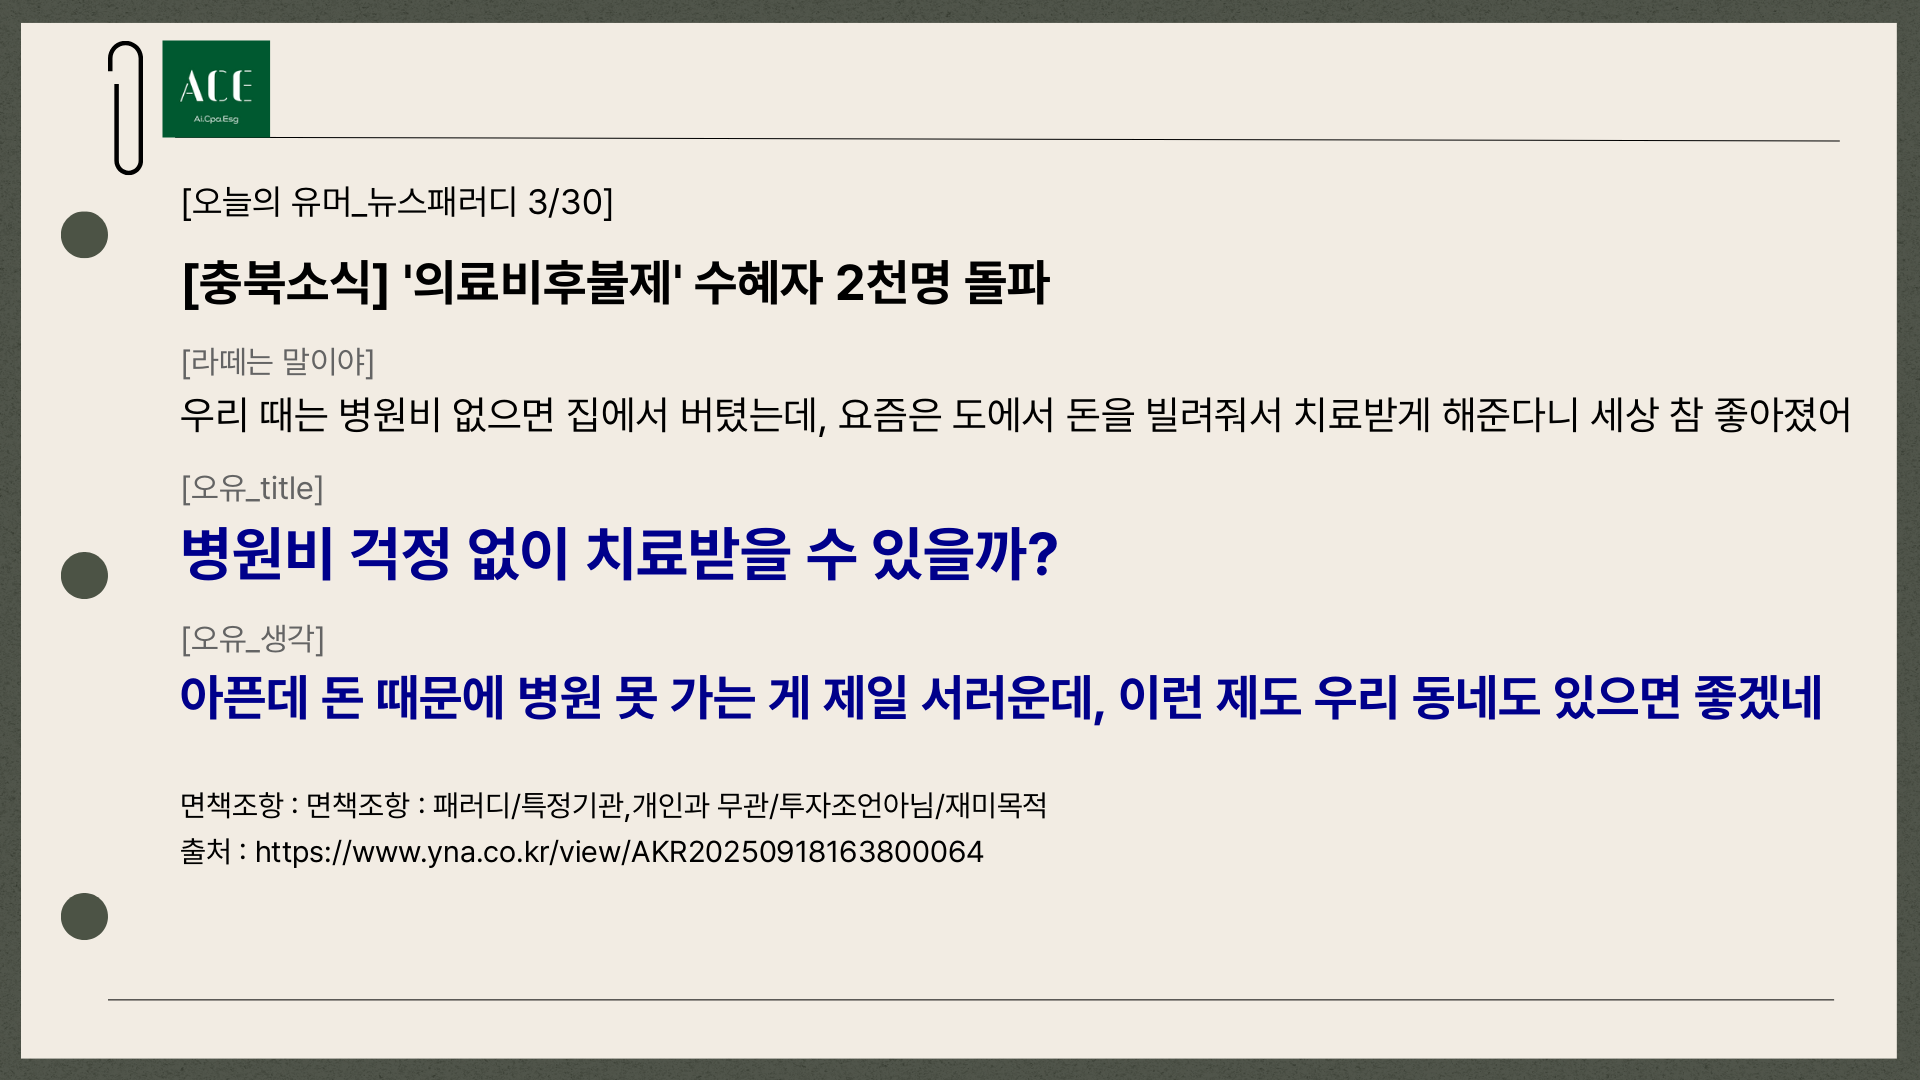 ACE
Ai.Cpa.Esg
[오늘의 유머_뉴스패러디 3/30]
[충북소식] '의료비후불제' 수혜자 2천명 돌파
[라떼는 말이야]
우리 때는 병원비 없으면 집에서 버텼는데, 요즘은 도에서 돈을 빌려줘서 치료받게 해준다니 세상 참 좋아졌어
[오유_title]
병원비 걱정 없이 치료받을 수 있을까?
[오유_생각]
아픈데 돈 때문에 병원 못 가는 게 제일 서러운데, 이런 제도 우리 동네도 있으면 좋겠네
면책조항 : 면책조항 : 패러디/특정기관,개인과 무관/투자조언아님/재미목적
출처 : https://www.yna.co.kr/view/AKR20250918163800064